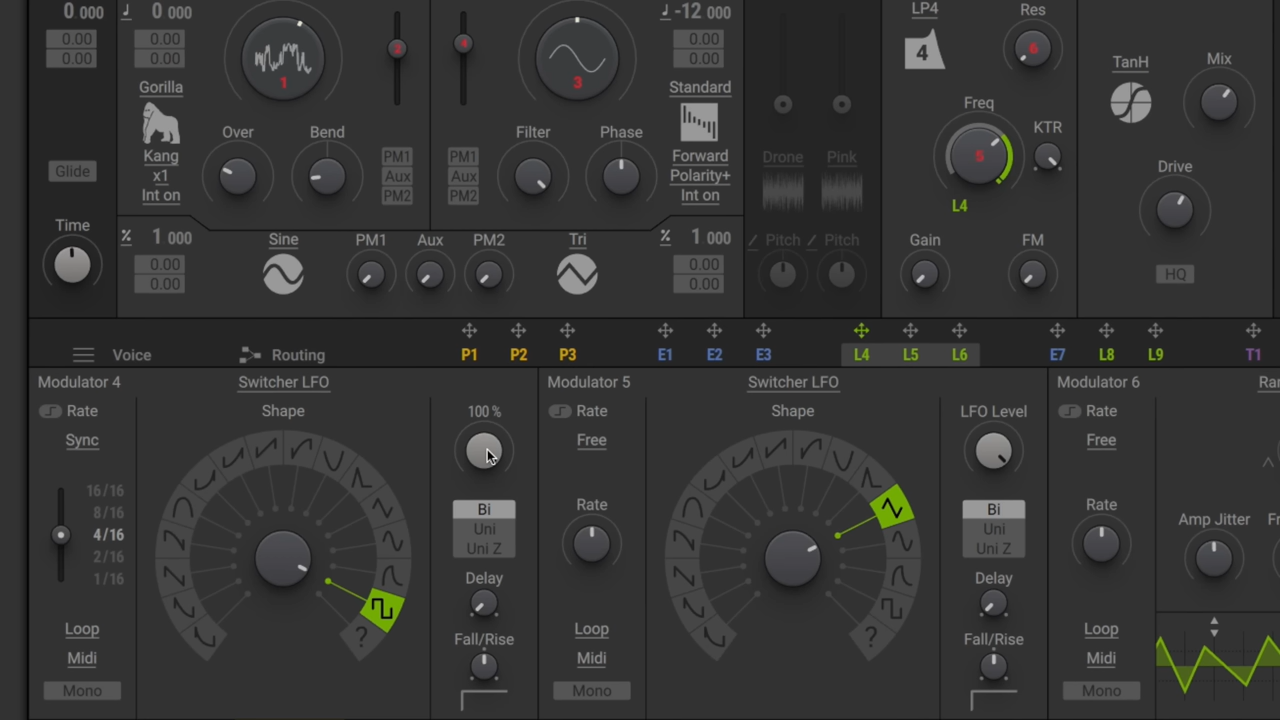 0 000
0 000
-12 000
LP4
Res
0.00
0.00
0.00
0.00
0.00
0.00
2
4
4
6
1
3
TanH
Mix
Gorilla
Standard
Freq
Over
Bend
Filter
Phase
KTR
Kang
x1
Int on
PM1
Aux
PM2
PM1
Aux
PM2
Forward
Polarity+
Int on
Drone
Pink
5
Glide
Drive
L4
Time
% 1 000
Sine
PM1
Aux
PM2
Tri
% 1 000
Pitch
Pitch
Gain
FM
0.00
0.00
0.00
0.00
HQ
Voice
Routing
P1
P2
P3
E1
E2
E3
L4
L5
L6
E7
L8
L9
T1
Modulator 4
Switcher LFO
Modulator 5
Switcher LFO
Modulator 6
Rate
Shape
100 %
Rate
Shape
LFO Level
Rate
Sync
Free
Free
16/16
8/16
4/16
2/16
1/16
Bi
Uni
Uni Z
Rate
Bi
Uni
Uni Z
Rate
Amp Jitter
Delay
Delay
?
?
Loop
Fall/Rise
Loop
Fall/Rise
Loop
Midi
Midi
Midi
Mono
Mono
Mono